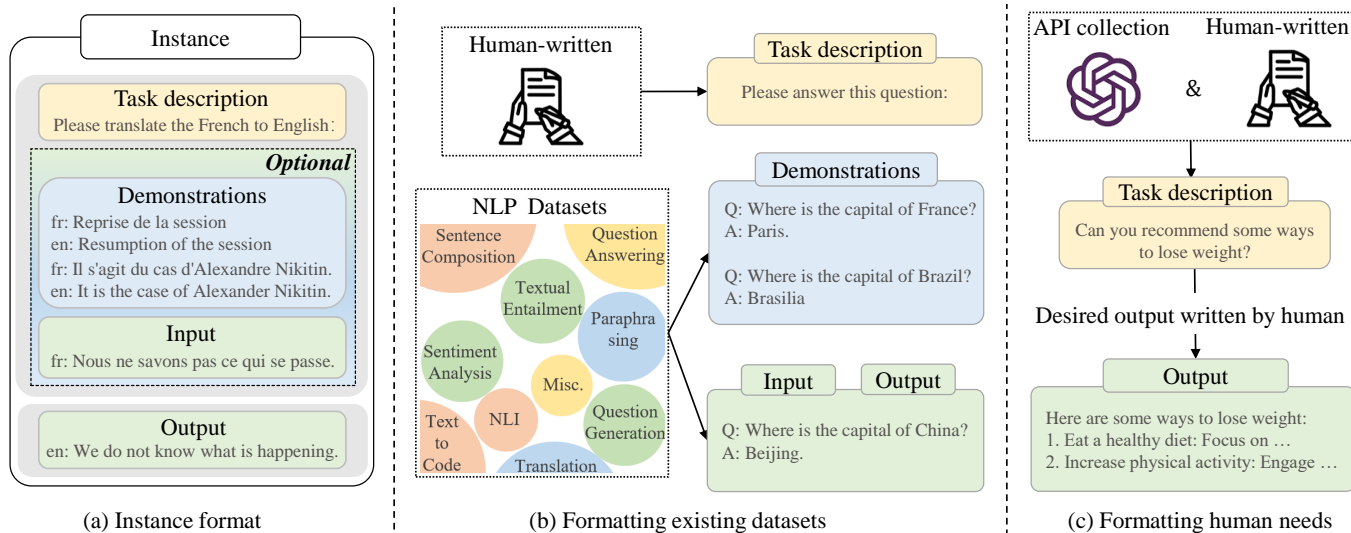 Instance
Task description
Please translate the French to English:
Optional
Demonstrations
fr: Reprise de la session
en: Resumption of the session
fr: Il s'agit du cas d'Alexandre Nikitin.
en: It is the case of Alexander Nikitin.
Input
fr: Nous ne savons pas ce qui se passe.
Output
en: We do not know what is happening.
(a) Instance format
Human-written
Task description
Please answer this question:
NLP Datasets
Sentence
Composition
Question
Answering
Textual
Entailment
Paraphra
sing
Sentiment
Analysis
Misc.
NLI
Question
Generation
Text
to
Code
Translation
Demonstrations
Q: Where is the capital of France?
A: Paris.
Q: Where is the capital of Brazil?
A: Brasilia
Input
Output
Q: Where is the capital of China?
A: Beijing.
(b) Formatting existing datasets
API collection
&
Human-written
Task description
Can you recommend some ways
to lose weight?
Desired output written by human
Output
Here are some ways to lose weight:
1. Eat a healthy diet: Focus on …
2. Increase physical activity: Engage …
(c) Formatting human needs